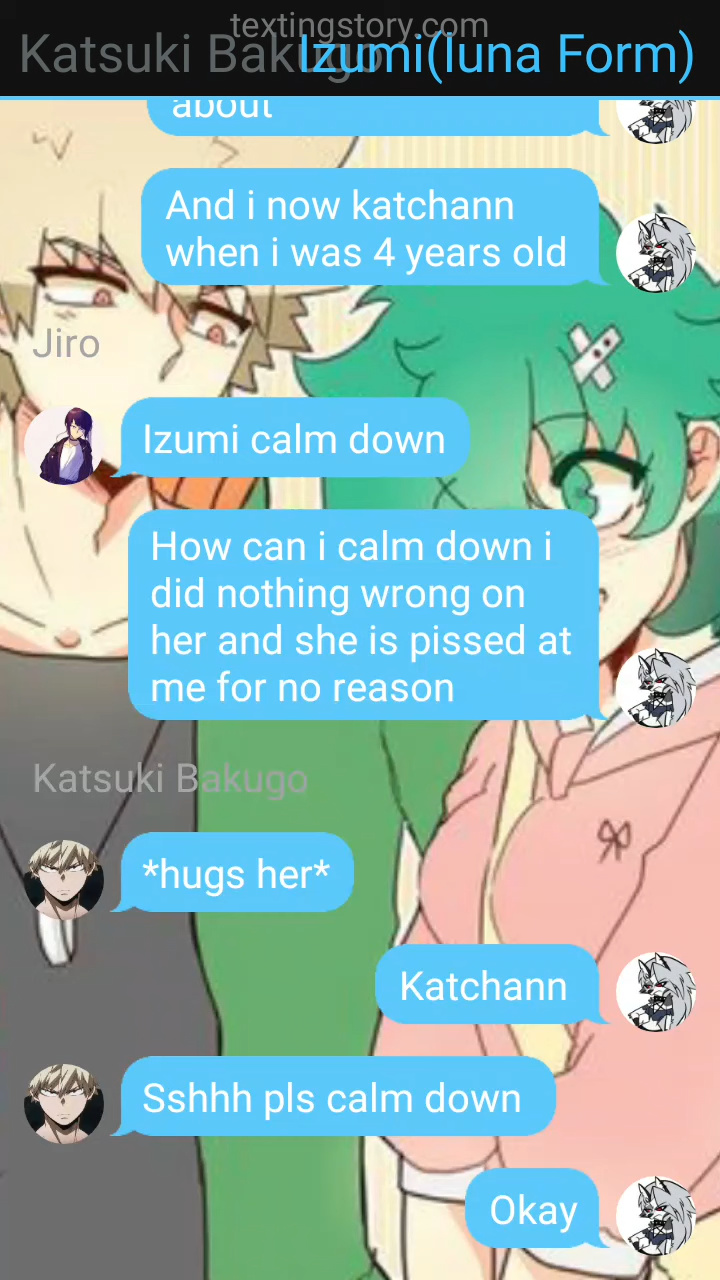 textingstory.com
Katsuki Bakugo
Izumi(luna Form)
about
And i now katchann
when i was 4 years old
Jiro
Izumi calm down
How can i calm down i
did nothing wrong on
her and she is pissed at
me for no reason
Katsuki Bakugo
*hugs her*
Katchann
Sshhh pls calm down
Okay